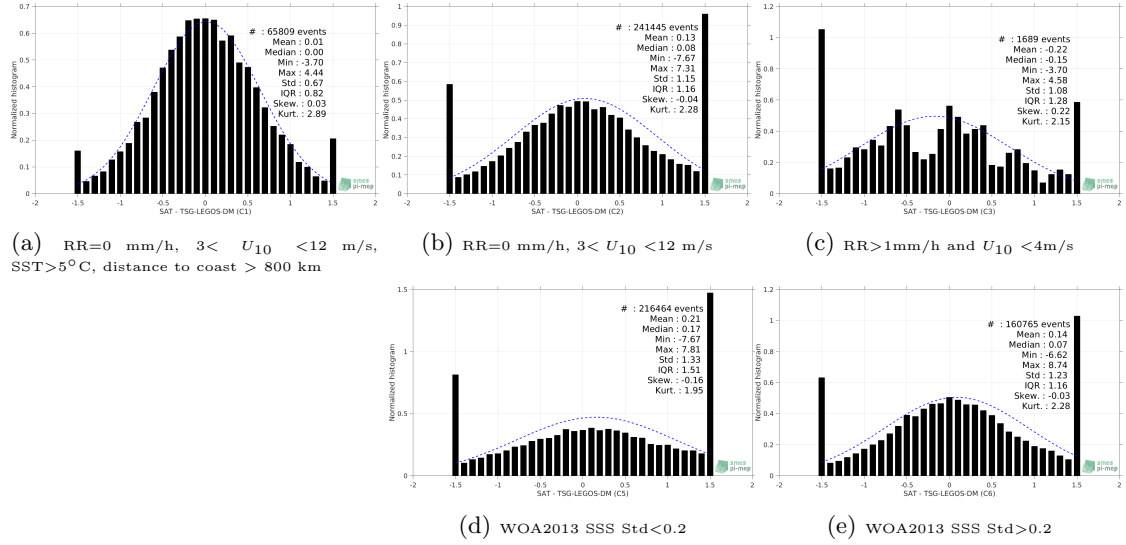 0.7
0.6
0.5
0.4
0.3
0.2
0.1
0
-2
-1.5
-1
-0.5
0
0.5
1
1.5
2
Normalized histogram
SAT - TSG-LEGOS-DM (C1)
# : 65809 events
Mean : 0.01
Median : 0.00
Min : -3.70
Max : 4.44
Std : 0.67
IQR : 0.82
Skew. : 0.03
Kurt. : 2.89
smos
pi-mep
(a) RR=0 mm/h, 3< U10 <12 m/s,
SST>5°C, distance to coast > 800 km
1
0.9
0.8
0.7
0.6
0.5
0.4
0.3
0.2
0.1
0
-2
-1.5
-1
-0.5
0
0.5
1
1.5
2
Normalized histogram
SAT - TSG-LEGOS-DM (C2)
# : 241445 events
Mean : 0.13
Median : 0.08
Min : -7.67
Max : 7.31
Std : 1.15
IQR : 1.16
Skew. : -0.04
Kurt. : 2.28
smos
pi-mep
(b) RR=0 mm/h, 3< U10 <12 m/s
1.2
1
0.8
0.6
0.4
0.2
0
-2
-1.5
-1
-0.5
0
0.5
1
1.5
2
Normalized histogram
SAT - TSG-LEGOS-DM (C3)
# : 1689 events
Mean : -0.22
Median : -0.15
Min : -3.70
Max : 4.58
Std : 1.08
IQR : 1.28
Skew. : 0.22
Kurt. : 2.15
smos
pi-mep
(c) RR>1mm/h and U10 <4m/s
1.5
1
0.5
0
-2
-1.5
-1
-0.5
0
0.5
1
1.5
2
Normalized histogram
SAT - TSG-LEGOS-DM (C5)
# : 216464 events
Mean : 0.21
Median : 0.17
Min : -7.67
Max : 7.81
Std : 1.33
IQR : 1.51
Skew. : -0.16
Kurt. : 1.95
smos
pi-mep
(d) WOA2013 SSS Std<0.2
1.2
1
0.8
0.6
0.4
0.2
0
-2
-1.5
-1
-0.5
0
0.5
1
1.5
2
Normalized histogram
SAT - TSG-LEGOS-DM (C6)
# : 160765 events
Mean : 0.14
Median : 0.07
Min : -6.62
Max : 8.74
Std : 1.23
IQR : 1.16
Skew. : -0.03
Kurt. : 2.28
smos
pi-mep
(e) WOA2013 SSS Std>0.2